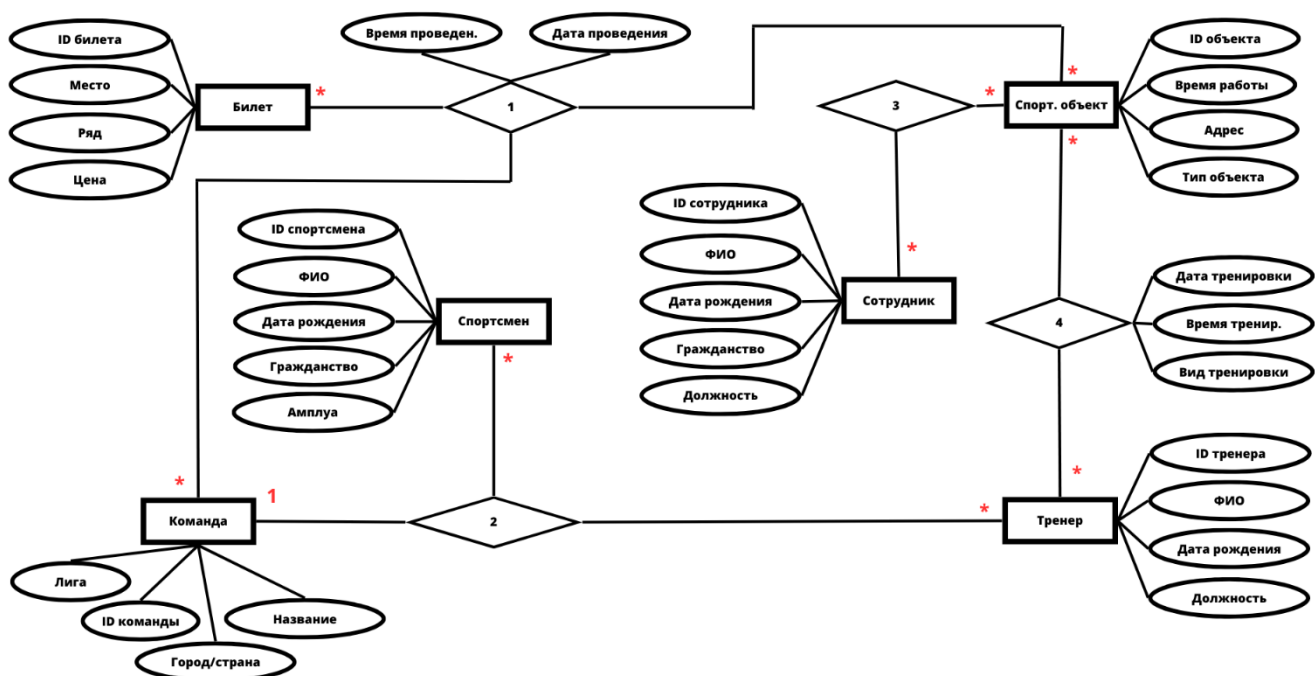 ID билета
Место
Ряд
Цена
Билет
*
Время проведен.
Дата проведения
1
*
Спорт. объект
*
*
ID объекта
Время работы
Адрес
Тип объекта
3
*
Сотрудник
ID сотрудника
ФИО
Дата рождения
Гражданство
Должность
ID спортсмена
ФИО
Дата рождения
Гражданство
Амплуа
Спортсмен
*
4
Дата тренировки
Время тренир.
Вид тренировки
*
*
1
Команда
2
*
Тренер
ID тренера
ФИО
Дата рождения
Должность
Лига
ID команды
Город/страна
Название